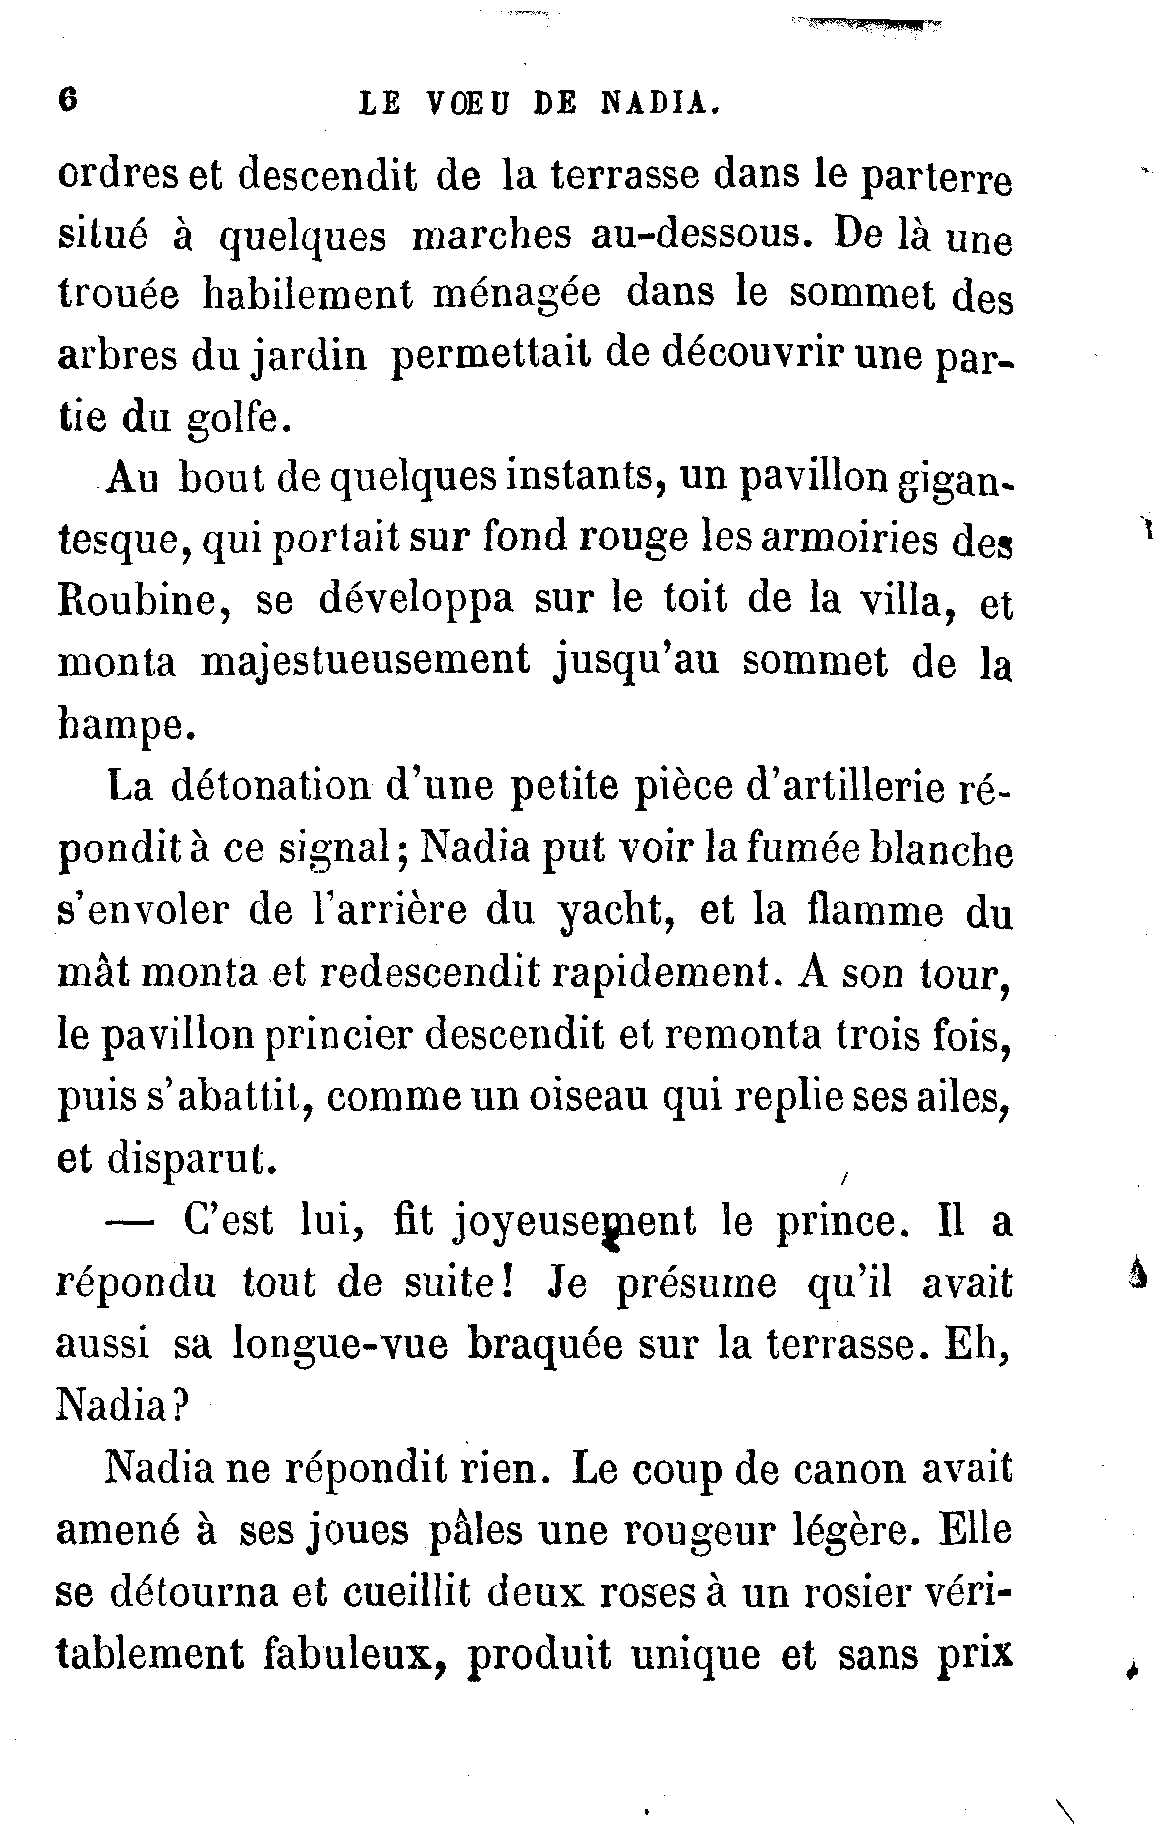 6 LE VŒU DE NADIA.
ordres et descendit de la terrasse dans le parterre
situé à quelques marches au-dessous. De là une
trouée habilement ménagée dans le sommet des
arbres du jardin permettait de découvrir une par-
tie du golfe.
Au bout de quelques instants, un pavillon gigan-
tesque, qui portait sur fond rouge les armoiries des
Roubine, se développa sur le toit de la villa, et
monta majestueusement jusqu'au sommet de la
hampe.
La détonation d'une petite pièce d'artillerie ré-
pondit à ce signal; Nadia put voir la fumée blanche
s'envoler de l'arrière du yacht, et la flamme du
mât monta et redescendit rapidement. A son tour,
le pavillon princier descendit et remonta trois fois,
puis s'abattit, comme un oiseau qui replie ses ailes,
et disparut.
— C'est lui, fit joyeusement le prince. Il a
répondu tout de suite! Je présume qu'il avait
aussi sa longue-vue braquée sur la terrasse. Eh,
Nadia?
Nadia ne répondit rien. Le coup de canon avait
amené à ses joues pâles une rougeur légère. Elle
se détourna et cueillit deux roses à un rosier véri-
tablement fabuleux, produit unique et sans prix